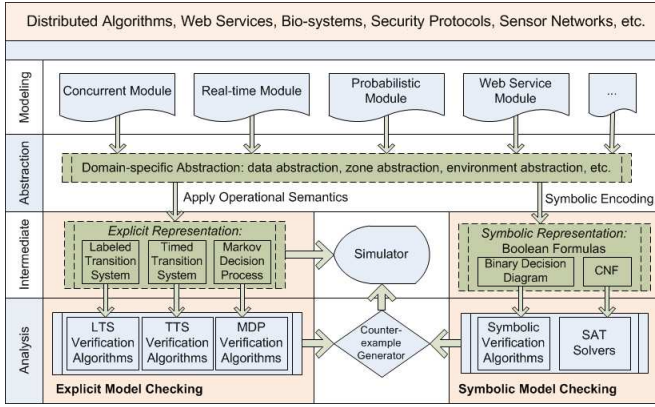 Distributed Algorithms, Web Services, Bio-systems, Security Protocols, Sensor Networks, etc.
Modeling
Concurrent Module
Real-time Module
Probabilistic
Module
Web Service
Module
...
Abstraction
Domain-specific Abstraction: data abstraction, zone abstraction, environment abstraction, etc.
Apply Operational Semantics
Symbolic Encoding
Intermediate
Explicit Representation:
Labeled
Transition
System
Timed
Transition
System
Markov
Decision
Process
Simulator
Symbolic Representation:
Boolean Formulas
Binary Decision
Diagram
CNF
Analysis
LTS
Verification
Algorithms
TTS
Verification
Algorithms
MDP
Verification
Algorithms
Counter-
example
Generator
Symbolic
Verification
Algorithms
SAT
Solvers
Explicit Model Checking
Symbolic Model Checking